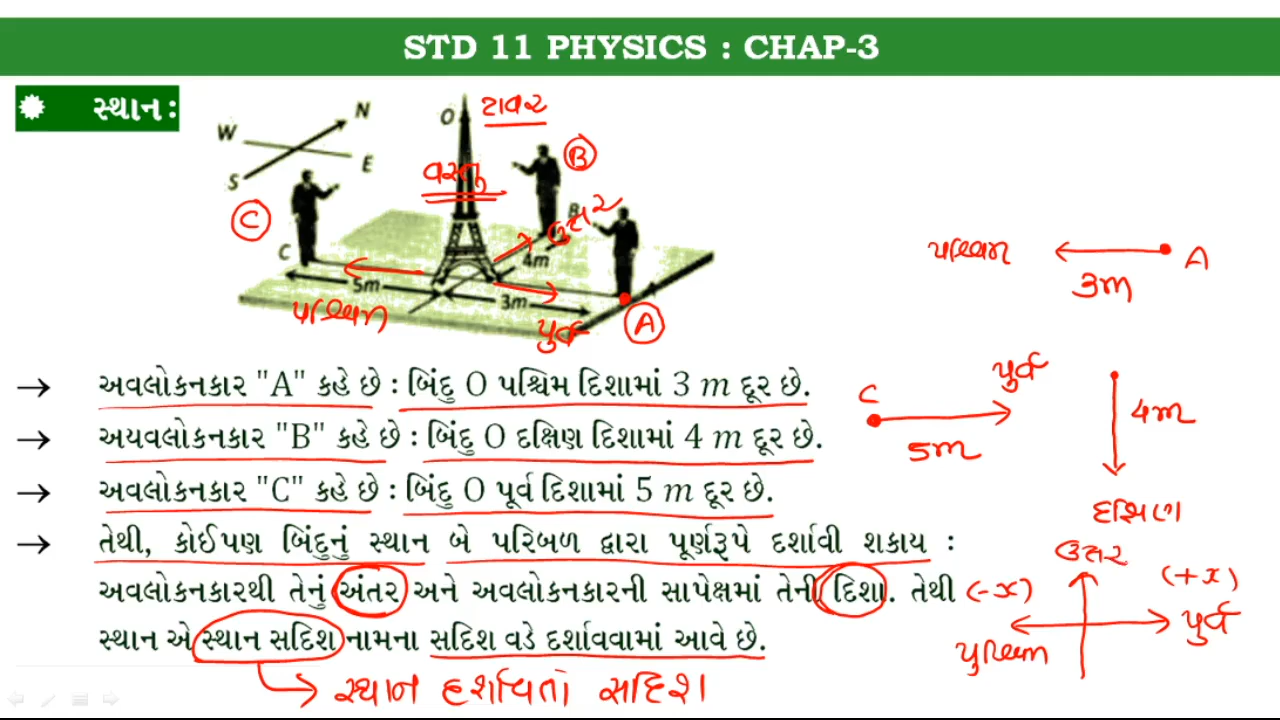 STD 11 PHYSICS : CHAP-3
સ્થાન :
N
W
E
S
O
ટાવર
વસ્તુ
B
C
B
ઉત્તર
C
4m
5m
3m
પશ્ચિમ
પુર્વ
A
પશ્ચિમ
A
3m
→ અવલોકનકાર "A" કહે છે : બિંદુ O પશ્ચિમ દિશામાં 3 m દૂર છે.
→ અયવલોકનકાર "B" કહે છે : બિંદુ O દક્ષિણ દિશામાં 4 m દૂર છે.
→ અવલોકનકાર "C" કહે છે : બિંદુ O પૂર્વ દિશામાં 5 m દૂર છે.
C
પુર્વ
5m
4m
દક્ષિણ
→ તેથી, કોઈપણ બિંદુનું સ્થાન બે પરિબળ દ્વારા પૂર્ણરૂપે દર્શાવી શકાય :
અવલોકનકારથી તેનું અંતર અને અવલોકનકારની સાપેક્ષમાં તેની દિશા. તેથી
સ્થાન એ સ્થાન સદિશ નામના સદિશ વડે દર્શાવવામાં આવે છે.
ઉત્તર
(-x)
(+x)
પશ્ચિમ
પુર્વ
સ્થાન દર્શાવતો સદિશ